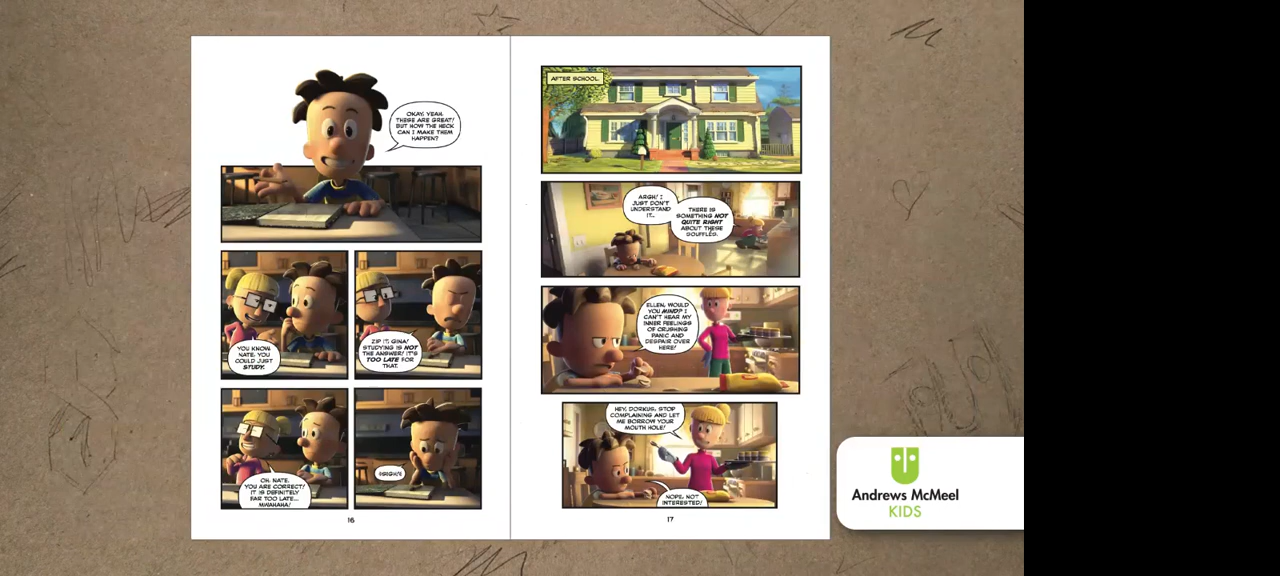 OKAY, YEAH.
THESE ARE GREAT!
BUT HOW THE HECK
CAN I MAKE THEM
HAPPEN?
YOU KNOW,
NATE, YOU
COULD JUST
STUDY.
ZIP IT, GINA!
STUDYING IS NOT
THE ANSWER! IT'S
TOO LATE FOR
THAT.
OH, NATE.
YOU ARE CORRECT!
IT IS DEFINITELY
FAR TOO LATE...
MWAHAHA!
SIGH!
16
AFTER SCHOOL.
ARGH! I
JUST DON'T
UNDERSTAND
IT...
THERE IS
SOMETHING NOT
QUITE RIGHT
ABOUT THESE
SOUFFLÉS.
ELLEN, WOULD
YOU MIND? I
CAN'T HEAR MY
INNER FEELINGS
OF CRUSHING
PANIC AND
DESPAIR OVER
HERE!
HEY, DORKUS, STOP
COMPLAINING AND LET
ME BORROW YOUR
MOUTH HOLE!
NOPE, NOT
INTERESTED!
17
Andrews McMeel
KIDS